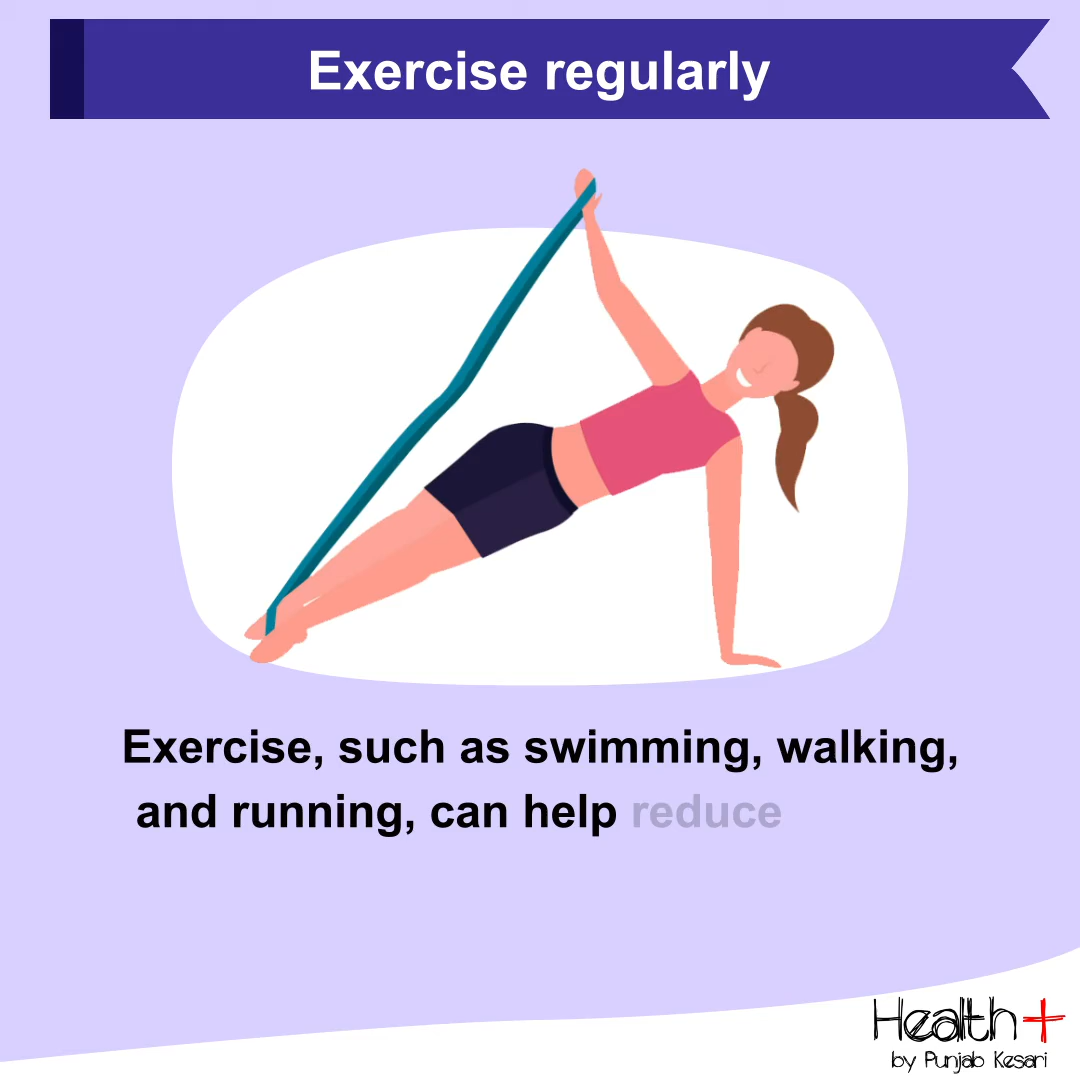 Exercise regularly
Exercise, such as swimming, walking,
and running, can help reduce
Health+
by Punjab Kesari